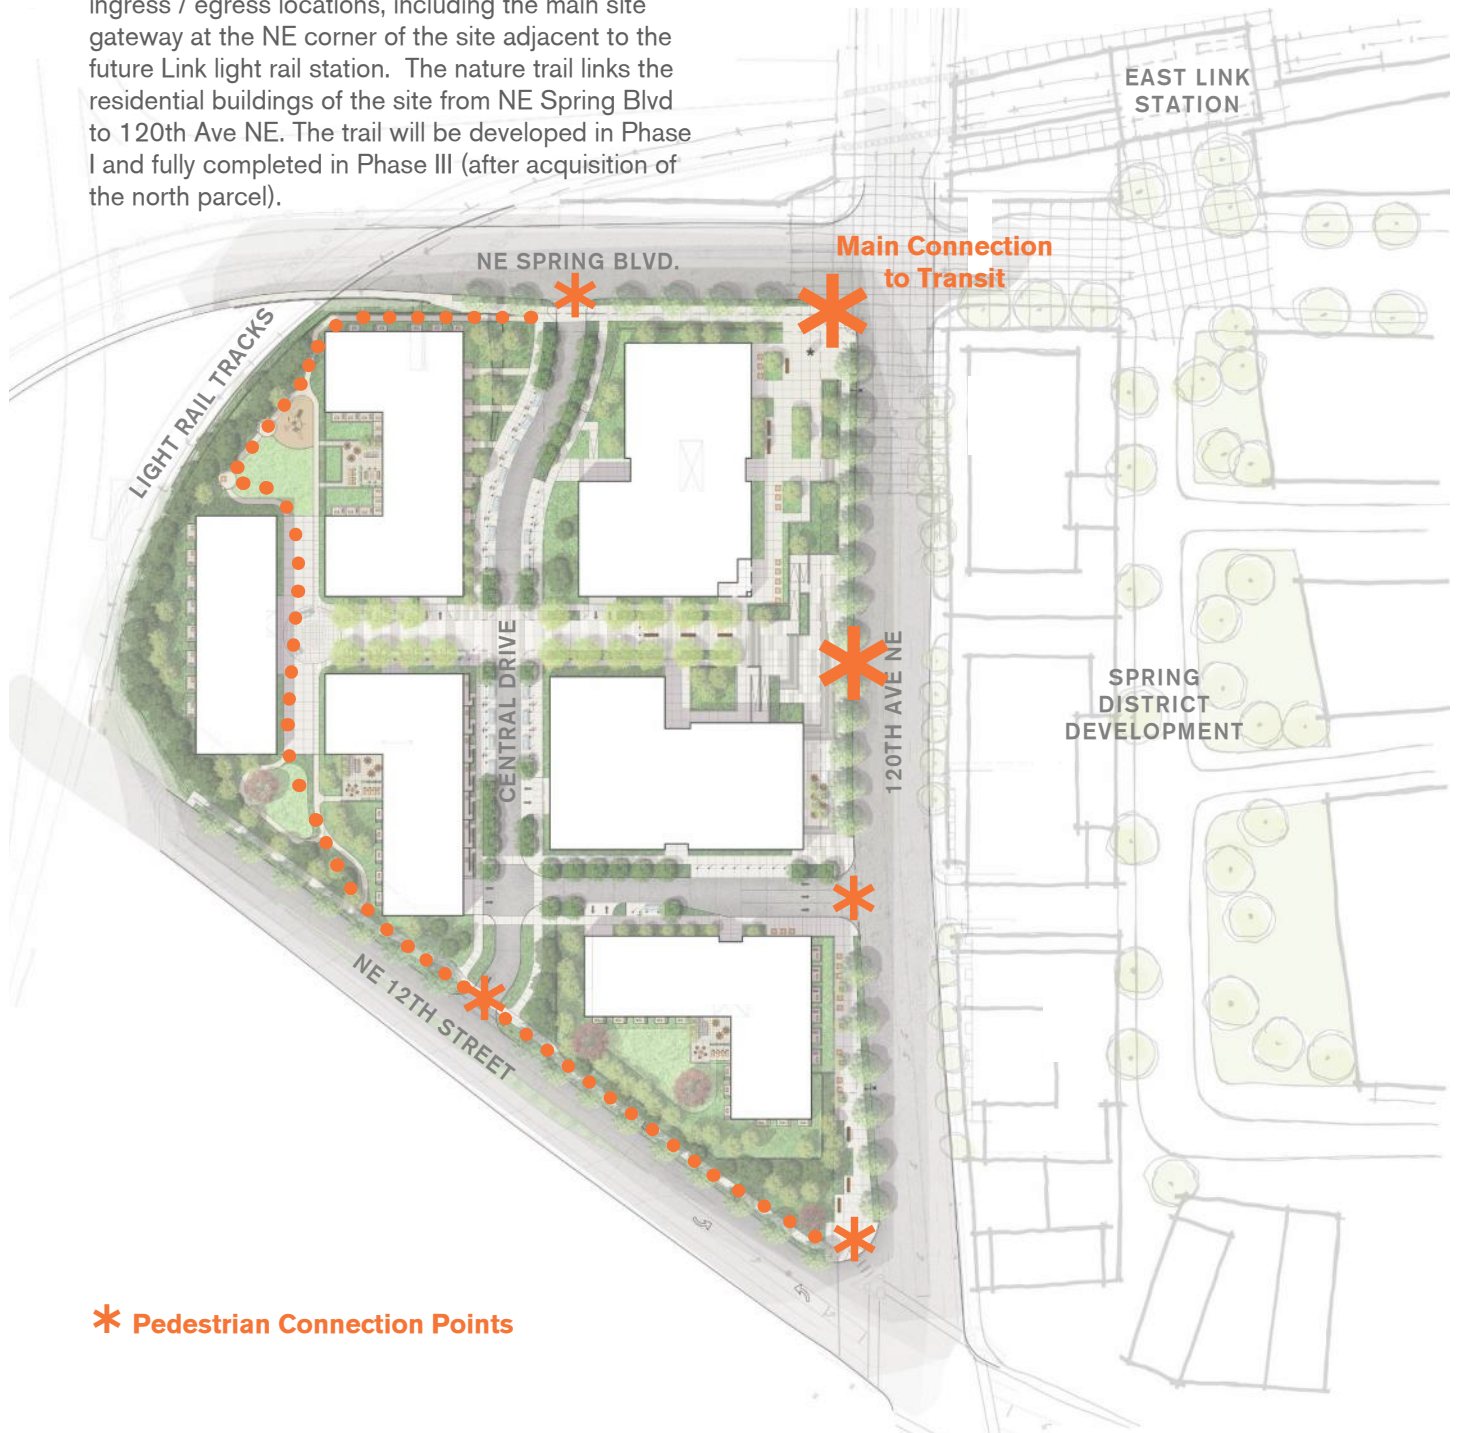 ingress / egress locations, including the main site
gateway at the NE corner of the site adjacent to the
future Link light rail station.  The nature trail links the
residential buildings of the site from NE Spring Blvd
to 120th Ave NE. The trail will be developed in Phase
I and fully completed in Phase III (after acquisition of
the north parcel).
EAST LINK
STATION
Main Connection
to Transit
NE SPRING BLVD.
LIGHT RAIL TRACKS
CENTRAL DRIVE
120TH AVE NE
SPRING
DISTRICT
DEVELOPMENT
NE 12TH STREET
* Pedestrian Connection Points